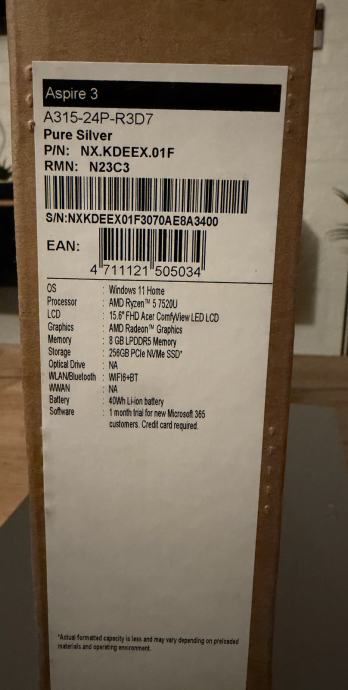 Aspire 3
A315-24P-R3D7
Pure Silver
P/N: NX.KDEEX.01F
RMN: N23C3
S/N:NXKDEEX01F3070AE8A3400
EAN:
4 711121 505034
OS : Windows 11 Home
Processor : AMD Ryzen™ 5 7520U
LCD : 15.6" FHD Acer ComfyView LED LCD
Graphics : AMD Radeon™ Graphics
Memory : 8 GB LPDDR5 Memory
Storage : 256GB PCIe NVMe SSD*
Optical Drive : NA
WLAN/Bluetooth : WIFI6+BT
WWAN : NA
Battery : 40Wh Li-ion battery
Software : 1 month trial for new Microsoft 365
customers. Credit card required.
*Actual formatted capacity is less and may vary depending on preloaded
materials and operating environment.